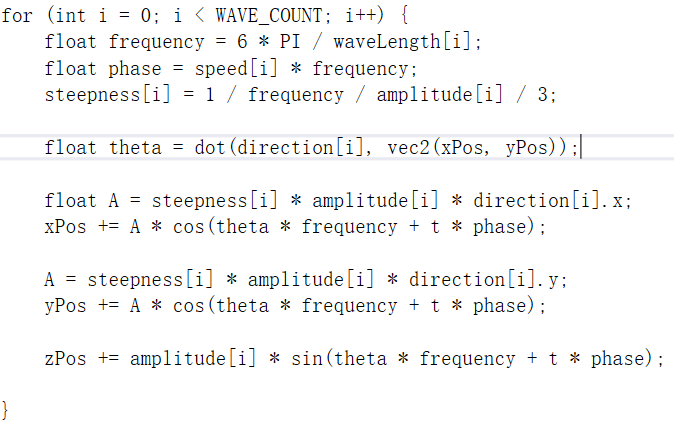 for (int i = 0; i < WAVE_COUNT; i++) {
    float frequency = 6 * PI / waveLength[i];
    float phase = speed[i] * frequency;
    steepness[i] = 1 / frequency / amplitude[i] / 3;

    float theta = dot(direction[i], vec2(xPos, yPos));

    float A = steepness[i] * amplitude[i] * direction[i].x;
    xPos += A * cos(theta * frequency + t * phase);

    A = steepness[i] * amplitude[i] * direction[i].y;
    yPos += A * cos(theta * frequency + t * phase);

    zPos += amplitude[i] * sin(theta * frequency + t * phase);

}